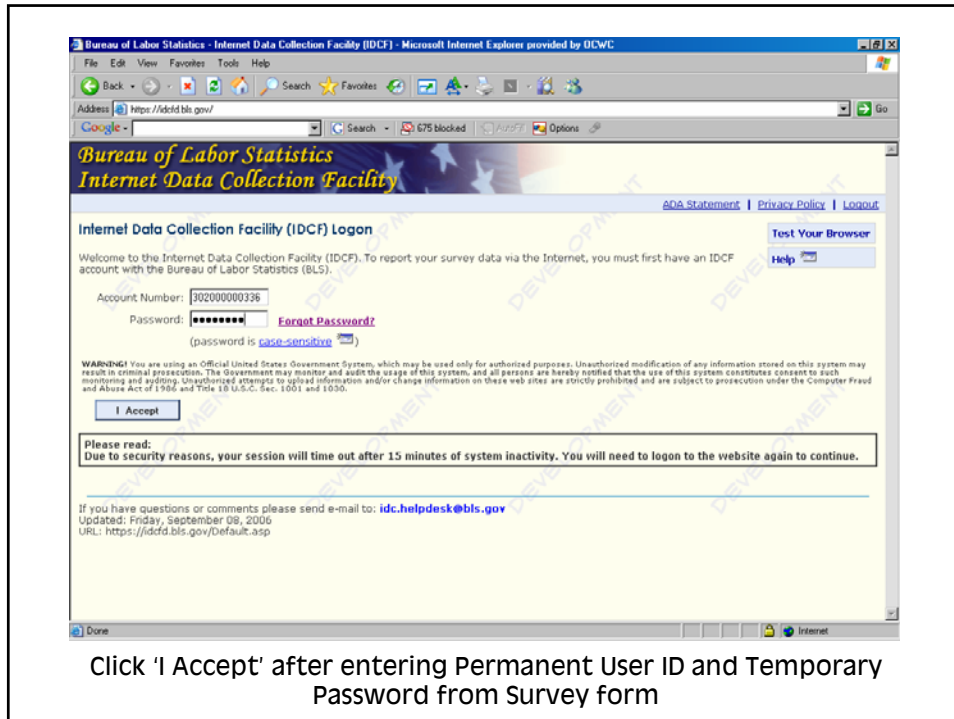 Bureau of Labor Statistics - Internet Data Collection Facility (IDCF) - Microsoft Internet Explorer provided by OCWC
File Edit View Favorites Tools Help
Back Search Favorites
Address https://idcfd.bls.gov/ Go
Google - Search 675 blocked AutoFill Options
Bureau of Labor Statistics
Internet Data Collection Facility
ADA Statement | Privacy Policy | Logout
Internet Data Collection Facility (IDCF) Logon
Test Your Browser
Welcome to the Internet Data Collection Facility (IDCF). To report your survey data via the Internet, you must first have an IDCF
account with the Bureau of Labor Statistics (BLS).
Help
Account Number: 302000000336
Password: •••••••• Forgot Password?
(password is case-sensitive )
WARNING! You are using an Official United States Government System, which may be used only for authorized purposes. Unauthorized modification of any information stored on this system may
result in criminal prosecution. The Government may monitor and audit the usage of this system, and all persons are hereby notified that the use of this system constitutes consent to such
monitoring and auditing. Unauthorized attempts to upload information and/or change information on these web sites are strictly prohibited and are subject to prosecution under the Computer Fraud
and Abuse Act of 1986 and Title 18 U.S.C. Sec. 1001 and 1030.
I Accept
Please read:
Due to security reasons, your session will time out after 15 minutes of system inactivity. You will need to logon to the website again to continue.
If you have questions or comments please send e-mail to: idc.helpdesk@bls.gov
Updated: Friday, September 08, 2006
URL: https://idcfd.bls.gov/Default.asp
DEVELOPMENT
Done Internet
Click 'I Accept' after entering Permanent User ID and Temporary
Password from Survey form